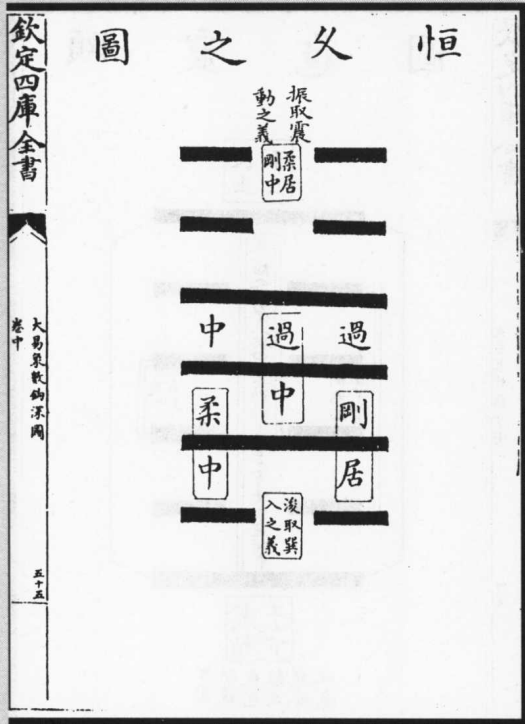 恒久之圖
振取震
動之義
柔居
剛中
過
過中
中
剛居
柔中
浚取巽
入之義
欽定四庫全書
大易象數鈎深圖
卷中
五十五